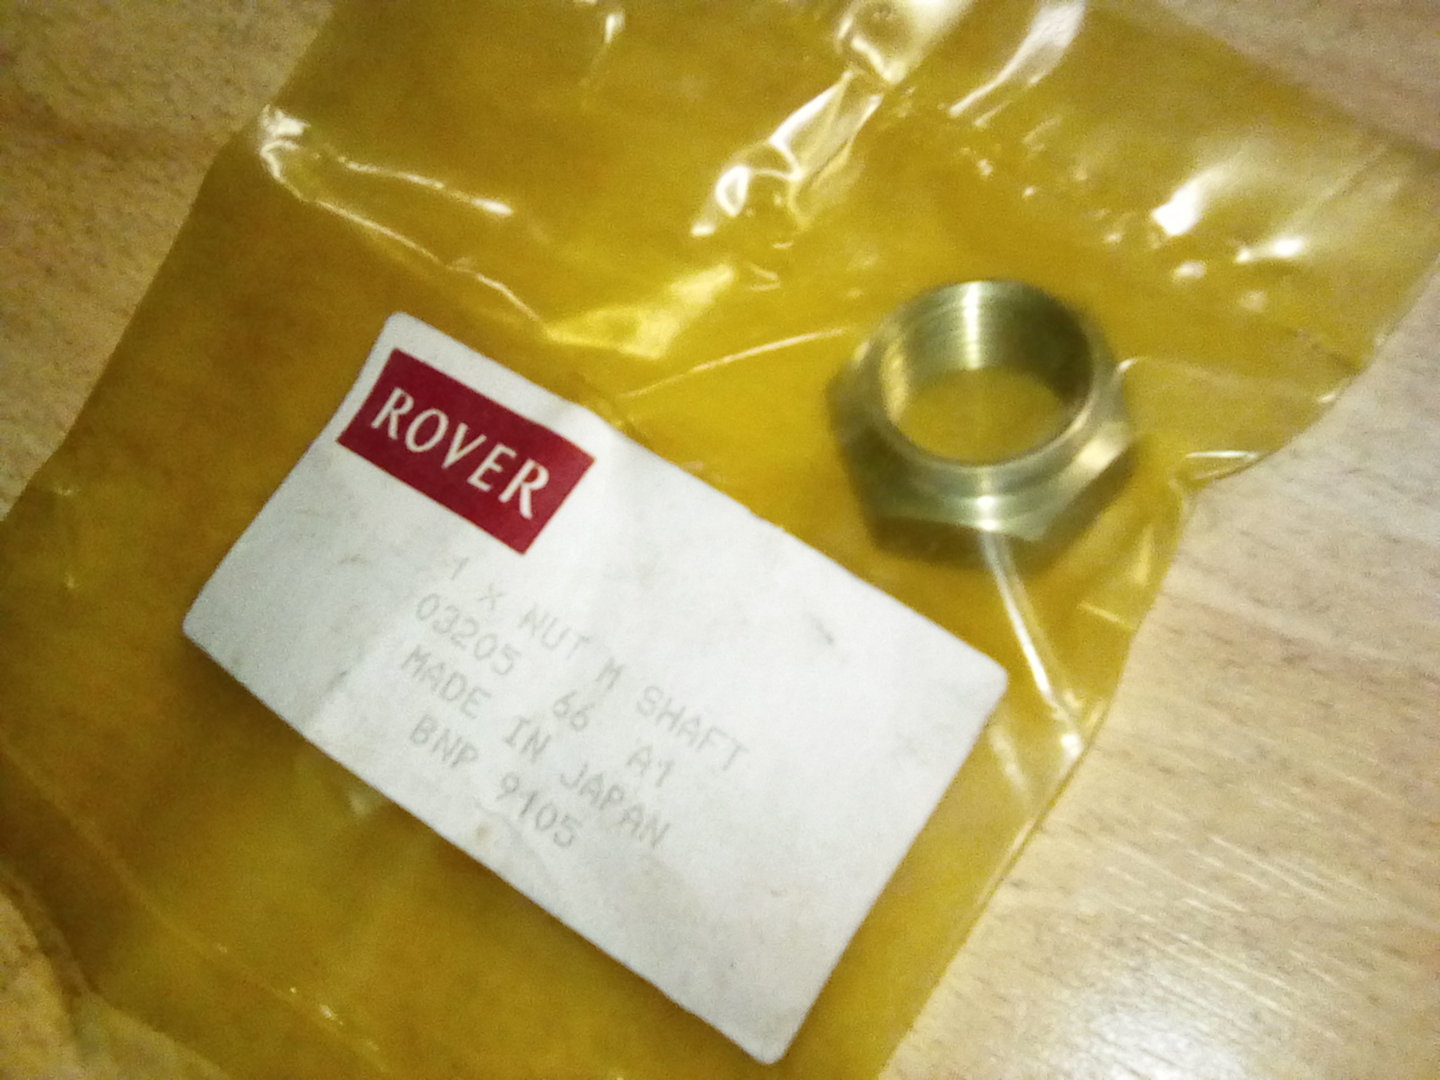 ROVER
1 X NUT M SHAFT
03205 66 A1
MADE IN JAPAN
BNP 9105